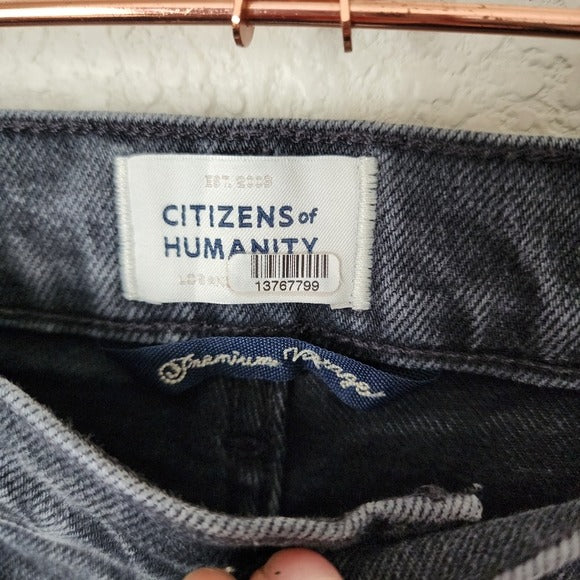 EST. 2003
CITIZENS of
HUMANITY
13767799
Premium Vintage